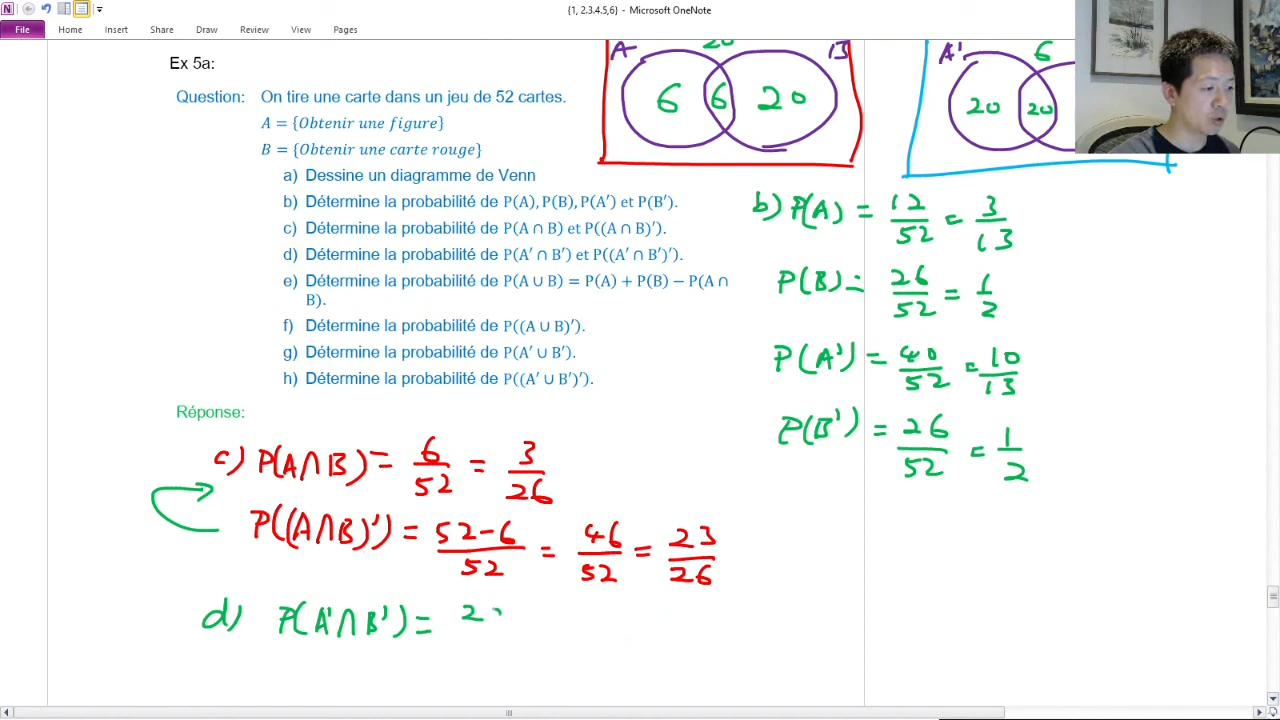 {1, 2.3.4.5,6} - Microsoft OneNote
File Home Insert Share Draw Review View Pages
Ex 5a:
Question: On tire une carte dans un jeu de 52 cartes.
A = {Obtenir une figure}
B = {Obtenir une carte rouge}
a) Dessine un diagramme de Venn
b) Détermine la probabilité de P(A), P(B), P(A′) et P(B′).
c) Détermine la probabilité de P(A ∩ B) et P((A ∩ B)′).
d) Détermine la probabilité de P(A′ ∩ B′) et P((A′ ∩ B′)′).
e) Détermine la probabilité de P(A ∪ B) = P(A) + P(B) − P(A ∩
B).
f) Détermine la probabilité de P((A ∪ B)′).
g) Détermine la probabilité de P(A′ ∪ B′).
h) Détermine la probabilité de P((A′ ∪ B′)′).
Réponse:
c) P(A∩B) = 6/52 = 3/26
P((A∩B)′) = 52-6/52 = 46/52 = 23/26
d) P(A′∩B′) = 2
A 20 B
6 6 20
A′ 6
20 20
b) P(A) = 12/52 = 3/13
P(B) = 26/52 = 1/2
P(A′) = 40/52 = 10/13
P(B′) = 26/52 = 1/2